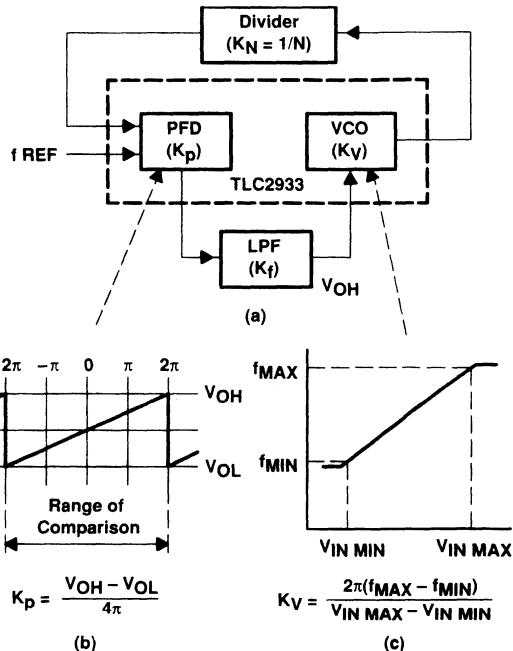 Divider
(KN = 1/N)
PFD
(Kp)
VCO
(KV)
f REF
TLC2933
LPF
(Kf)
VOH
(a)
2π −π 0 π 2π
VOH
VOL
Range of
Comparison
Kp = VOH − VOL
4π
(b)
fMAX
fMIN
VIN MIN VIN MAX
KV = 2π(fMAX − fMIN)
VIN MAX − VIN MIN
(c)